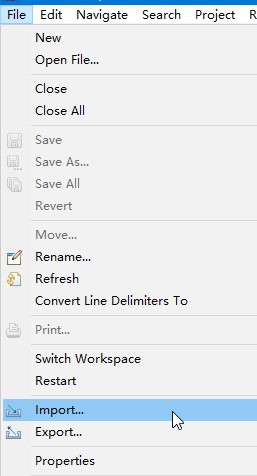 File Edit Navigate Search Project R
New
Open File...
Close
Close All
Save
Save As...
Save All
Revert
Move...
Rename...
Refresh
Convert Line Delimiters To
Print...
Switch Workspace
Restart
Import...
Export...
Properties